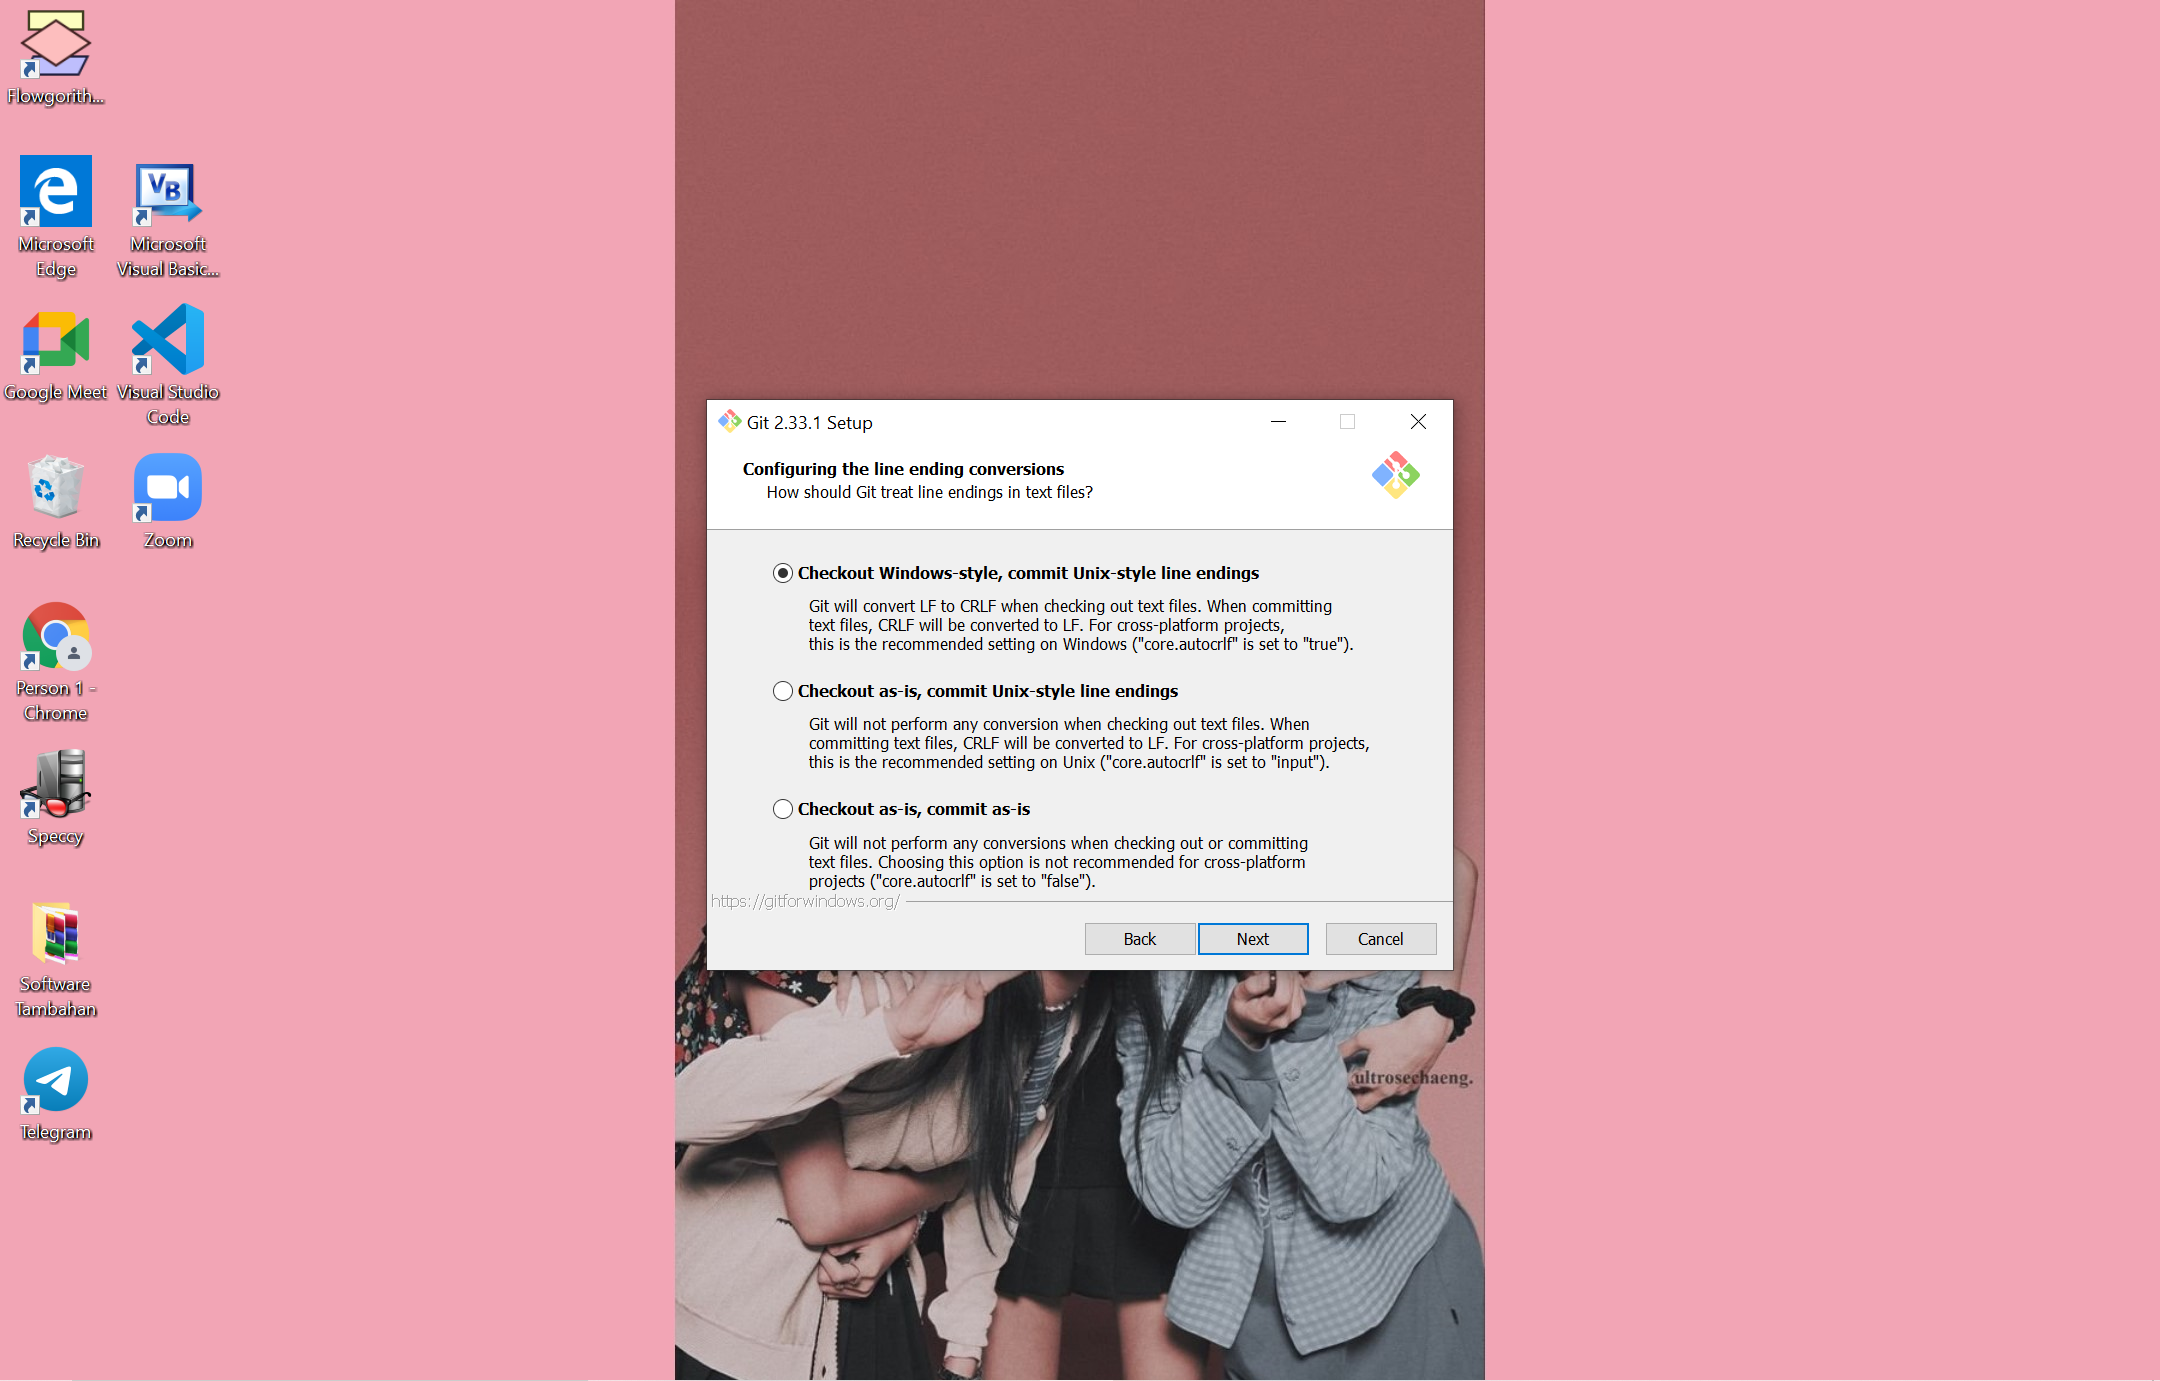 Flowgorith...
Microsoft
Edge
Microsoft
Visual Basic...
Google Meet
Visual Studio
Code
Recycle Bin
Zoom
Person 1 -
Chrome
Speccy
Software
Tambahan
Telegram
Git 2.33.1 Setup
Configuring the line ending conversions
How should Git treat line endings in text files?
Checkout Windows-style, commit Unix-style line endings
Git will convert LF to CRLF when checking out text files. When committing
text files, CRLF will be converted to LF. For cross-platform projects,
this is the recommended setting on Windows ("core.autocrlf" is set to "true").
Checkout as-is, commit Unix-style line endings
Git will not perform any conversion when checking out text files. When
committing text files, CRLF will be converted to LF. For cross-platform projects,
this is the recommended setting on Unix ("core.autocrlf" is set to "input").
Checkout as-is, commit as-is
Git will not perform any conversions when checking out or committing
text files. Choosing this option is not recommended for cross-platform
projects ("core.autocrlf" is set to "false").
https://gitforwindows.org/
Back
Next
Cancel
ultrosechaeng.